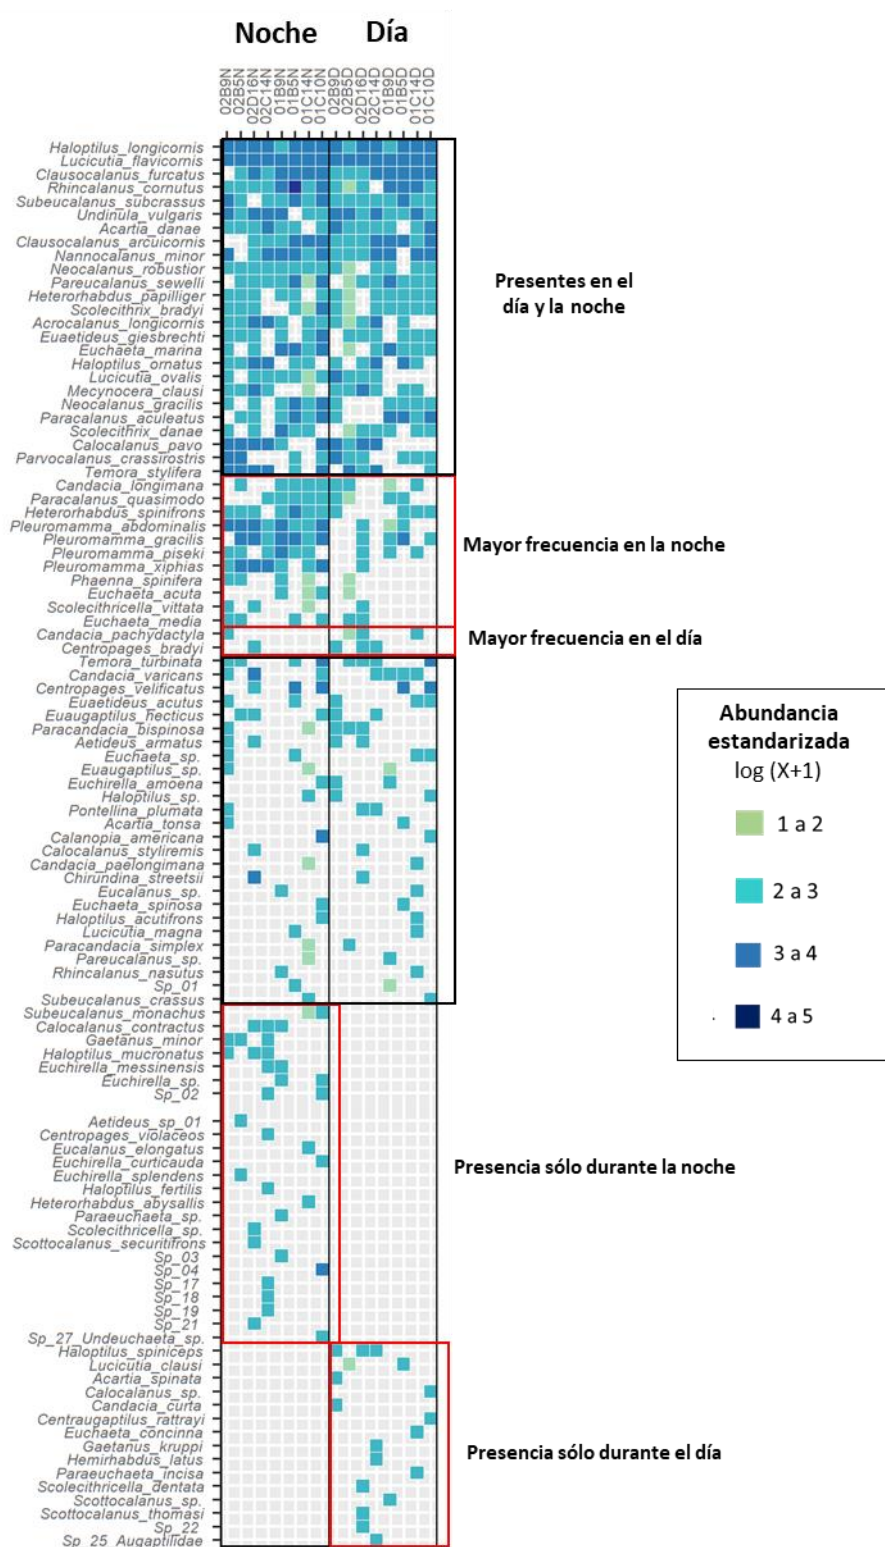 Noche
Día
02B9N
02B5N
02D16N
02C14N
01B9N
01B5N
01C14N
01C10N
02B9D
02B5D
02D16D
02C14D
01B9D
01B5D
01C14D
01C10D
Haloptilus_longicornis
Lucicutia_flavicornis
Clausocalanus_furcatus
Rhincalanus_cornutus
Subeucalanus_subcrassus
Undinula_vulgaris
Acartia_danae
Clausocalanus_arcuicornis
Nannocalanus_minor
Neocalanus_robustior
Pareucalanus_sewelli
Heterorhabdus_papilliger
Scolecithrix_bradyi
Acrocalanus_longicornis
Euaetideus_giesbrechti
Euchaeta_marina
Haloptilus_ornatus
Lucicutia_ovalis
Mecynocera_clausi
Neocalanus_gracilis
Paracalanus_aculeatus
Scolecithrix_danae
Calocalanus_pavo
Parvocalanus_crassirostris
Temora_stylifera
Presentes en el
día y la noche
Candacia_longimana
Paracalanus_quasimodo
Heterorhabdus_spinifrons
Pleuromamma_abdominalis
Pleuromamma_gracilis
Pleuromamma_piseki
Pleuromamma_xiphias
Phaenna_spinifera
Euchaeta_acuta
Scolecithricella_vittata
Euchaeta_media
Mayor frecuencia en la noche
Candacia_pachydactyla
Centropages_bradyi
Mayor frecuencia en el día
Temora_turbinata
Candacia_varicans
Centropages_velificatus
Euaetideus_acutus
Euaugaptilus_hecticus
Paracandacia_bispinosa
Aetideus_armatus
Euchaeta_sp.
Euaugaptilus_sp.
Euchirella_amoena
Haloptilus_sp.
Pontellina_plumata
Acartia_tonsa
Calanopia_americana
Calocalanus_styliremis
Candacia_paelongimana
Chirundina_streetsii
Eucalanus_sp.
Euchaeta_spinosa
Haloptilus_acutifrons
Lucicutia_magna
Paracandacia_simplex
Pareucalanus_sp.
Rhincalanus_nasutus
Sp_01
Subeucalanus_crassus
Abundancia
estandarizada
log (X+1)
1 a 2
2 a 3
3 a 4
4 a 5
Subeucalanus_monachus
Calocalanus_contractus
Gaetanus_minor
Haloptilus_mucronatus
Euchirella_messinensis
Euchirella_sp.
Sp_02
Aetideus_sp_01
Centropages_violaceos
Eucalanus_elongatus
Euchirella_curticauda
Euchirella_splendens
Haloptilus_fertilis
Heterorhabdus_abysallis
Paraeuchaeta_sp.
Scolecithricella_sp.
Scottocalanus_securitifrons
Sp_03
Sp_04
Sp_17
Sp_18
Sp_19
Sp_21
Sp_27_Undeuchaeta_sp.
Presencia sólo durante la noche
Haloptilus_spiniceps
Lucicutia_clausi
Acartia_spinata
Calocalanus_sp.
Candacia_curta
Centraugaptilus_rattrayi
Euchaeta_concinna
Gaetanus_kruppi
Hemirhabdus_latus
Paraeuchaeta_incisa
Scolecithricella_dentata
Scottocalanus_sp.
Scottocalanus_thomasi
Sp_22
Sp_25_Augaptilidae
Presencia sólo durante el día